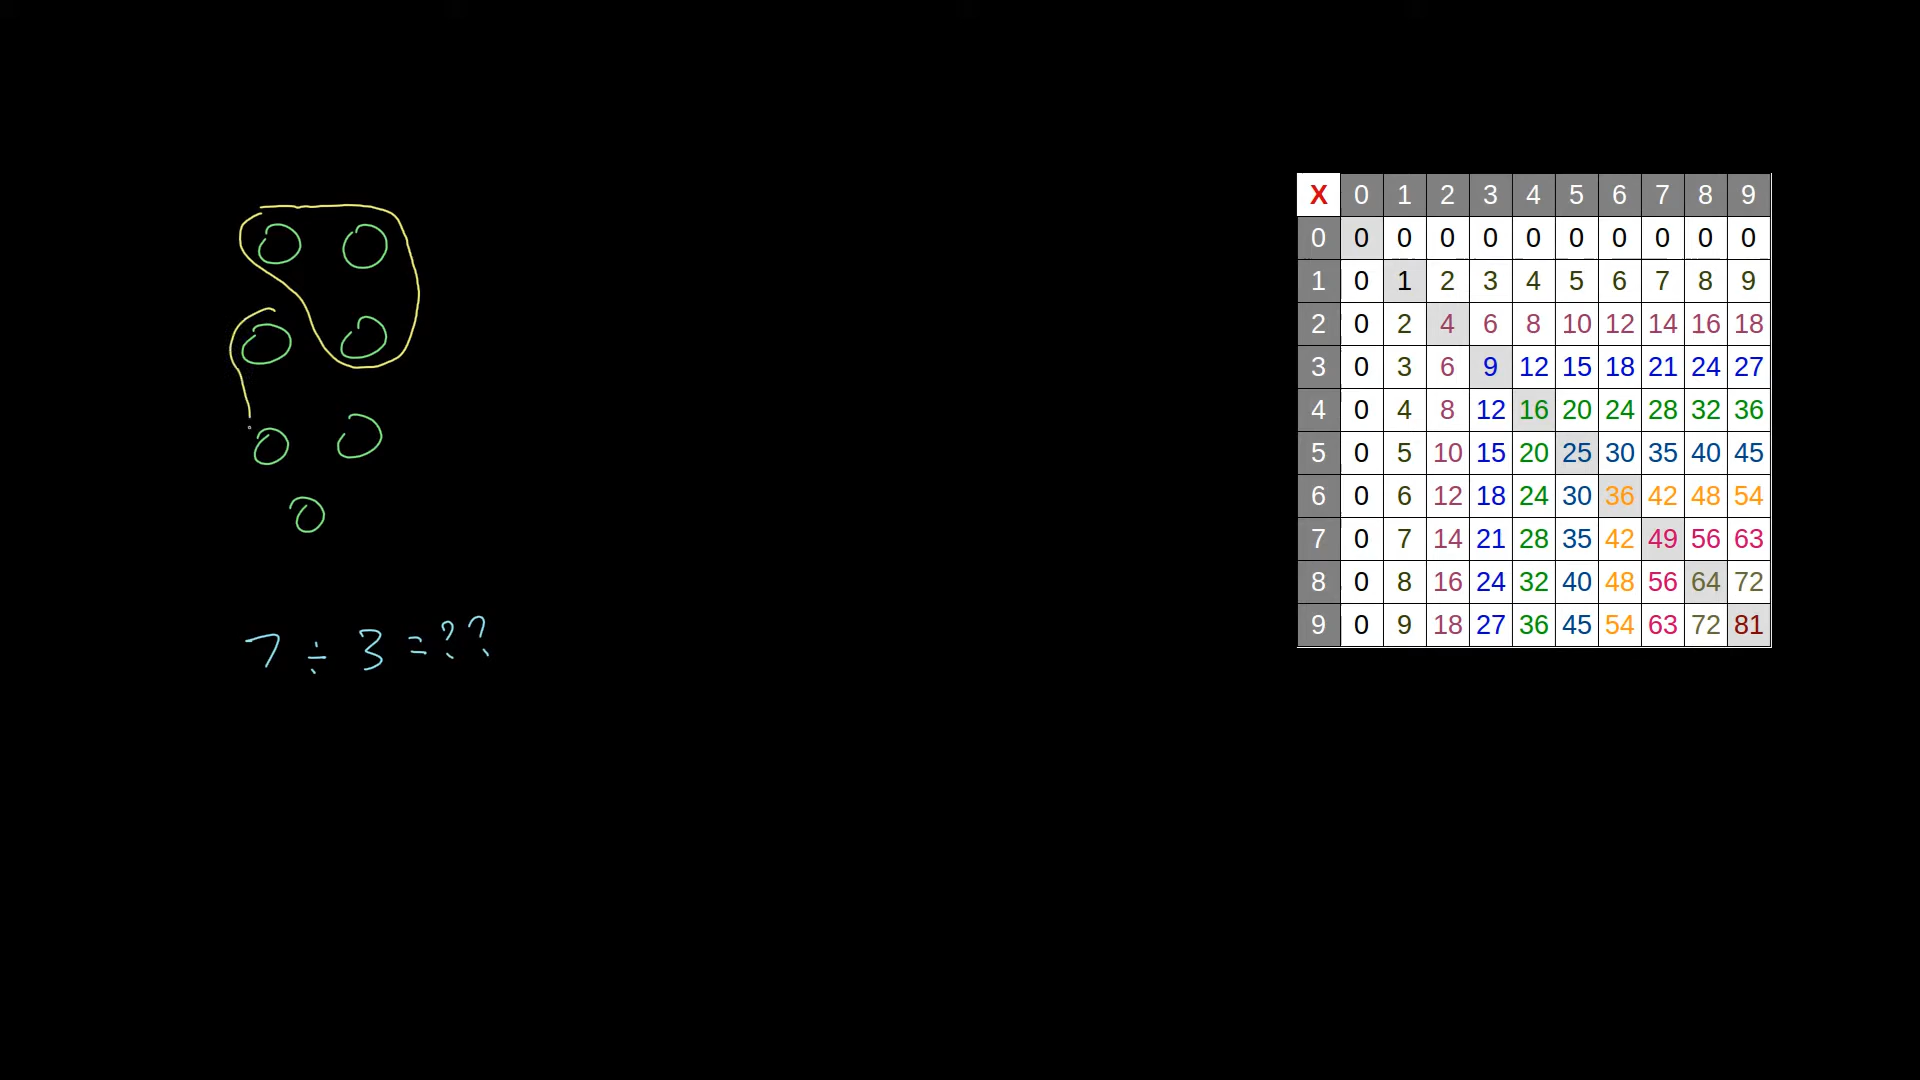 7 ÷ 3 = ??
X 0 1 2 3 4 5 6 7 8 9
0 0 0 0 0 0 0 0 0 0 0
1 0 1 2 3 4 5 6 7 8 9
2 0 2 4 6 8 10 12 14 16 18
3 0 3 6 9 12 15 18 21 24 27
4 0 4 8 12 16 20 24 28 32 36
5 0 5 10 15 20 25 30 35 40 45
6 0 6 12 18 24 30 36 42 48 54
7 0 7 14 21 28 35 42 49 56 63
8 0 8 16 24 32 40 48 56 64 72
9 0 9 18 27 36 45 54 63 72 81